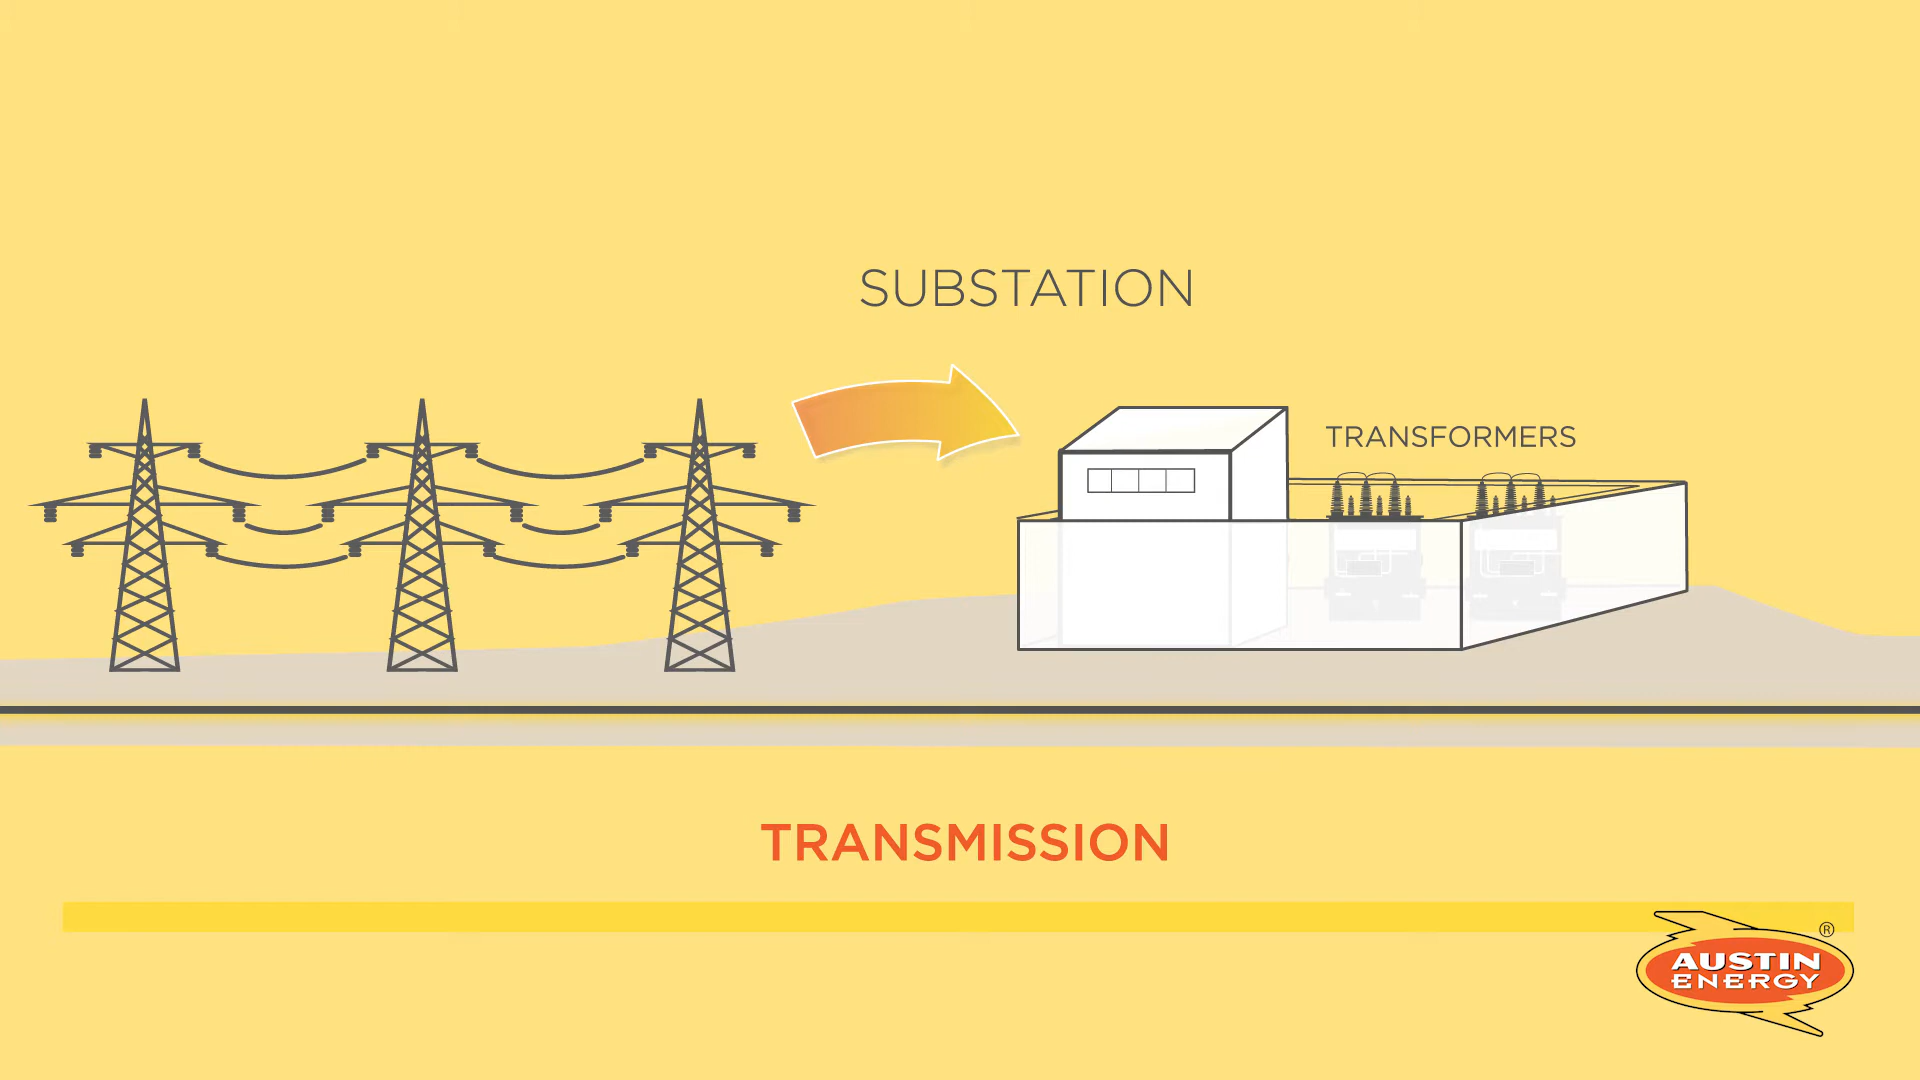 SUBSTATION
TRANSFORMERS
TRANSMISSION
®
AUSTIN
ENERGY